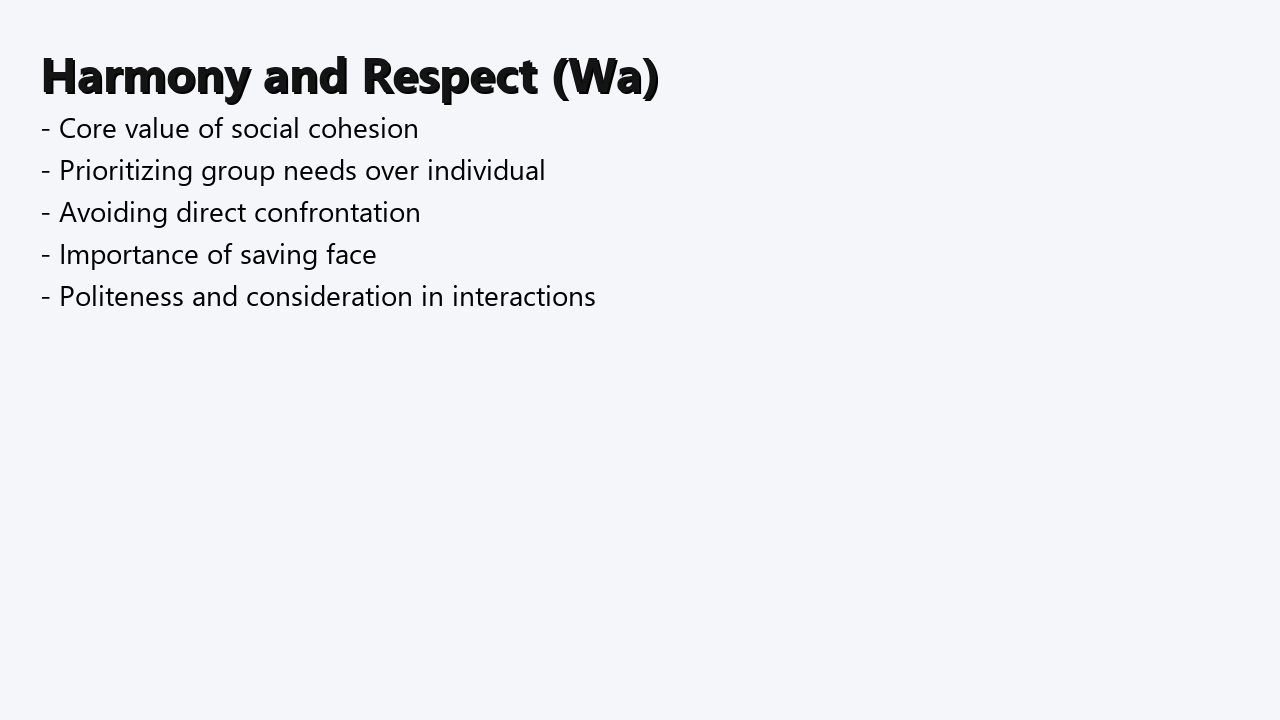 Harmony and Respect (Wa)
- Core value of social cohesion
- Prioritizing group needs over individual
- Avoiding direct confrontation
- Importance of saving face
- Politeness and consideration in interactions